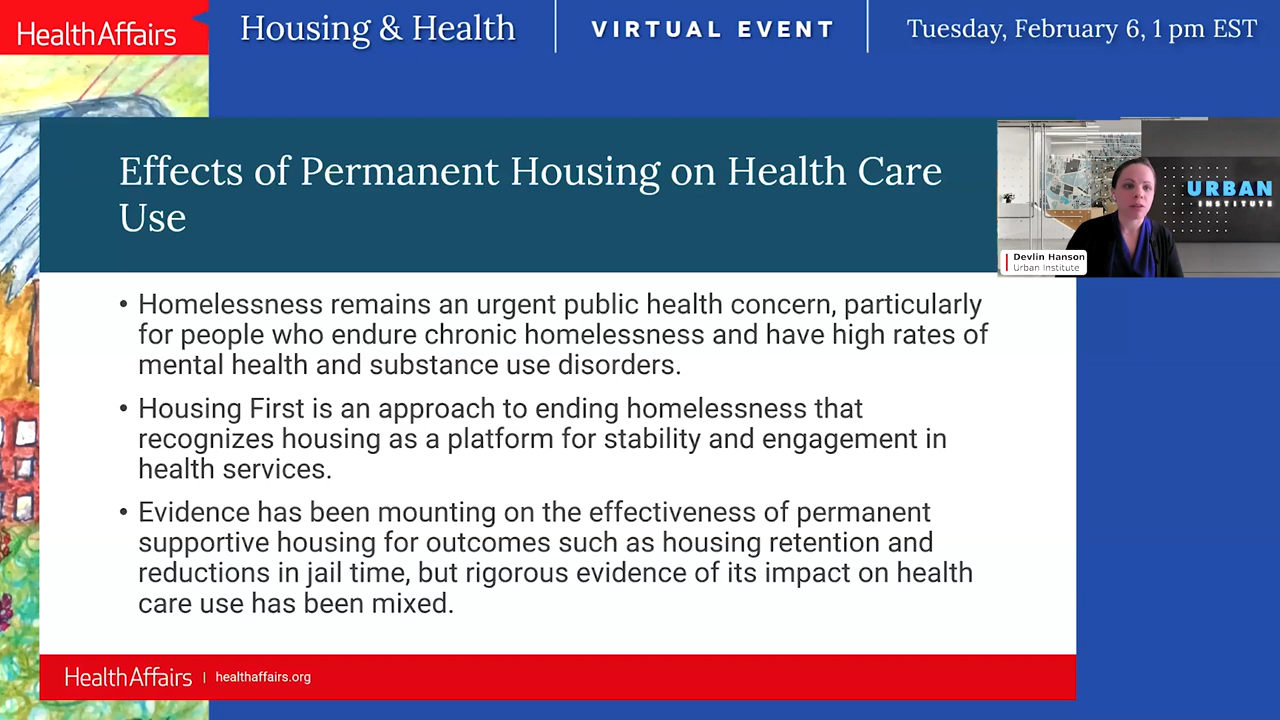 HealthAffairs
Housing & Health
VIRTUAL EVENT
Tuesday, February 6, 1 pm EST
Effects of Permanent Housing on Health Care
Use
URBAN
INSTITUTE
Devlin Hanson
Urban Institute
• Homelessness remains an urgent public health concern, particularly
for people who endure chronic homelessness and have high rates of
mental health and substance use disorders.
• Housing First is an approach to ending homelessness that
recognizes housing as a platform for stability and engagement in
health services.
• Evidence has been mounting on the effectiveness of permanent
supportive housing for outcomes such as housing retention and
reductions in jail time, but rigorous evidence of its impact on health
care use has been mixed.
HealthAffairs | healthaffairs.org